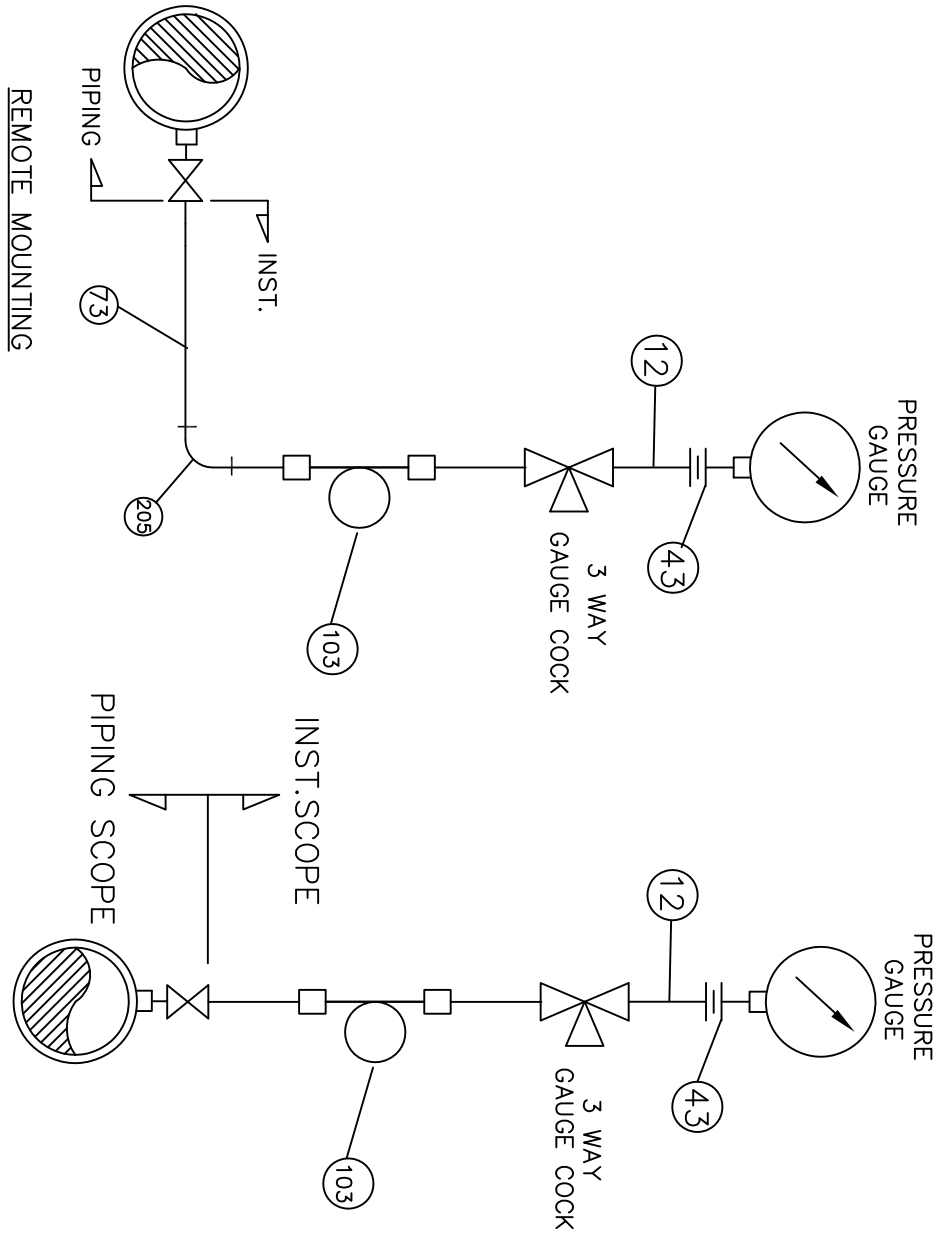 PRESSURE
GAUGE
12
43
3 WAY
GAUGE COCK
103
205
73
INST.
PIPING
REMOTE MOUNTING
PRESSURE
GAUGE
12
43
3 WAY
GAUGE COCK
103
INST.SCOPE
PIPING SCOPE